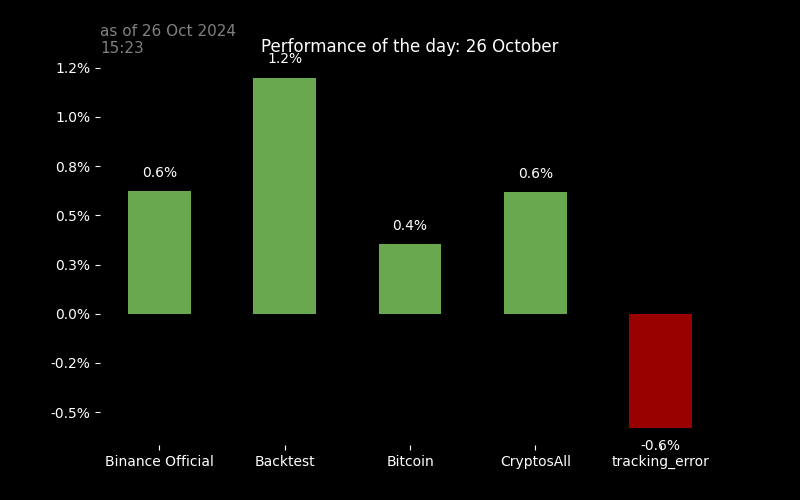 as of 26 Oct 2024
15:23
Performance of the day: 26 October
1.2%
1.0%
0.8%
0.5%
0.3%
0.0%
-0.2%
-0.5%
0.6%
1.2%
0.4%
0.6%
-0.6%
Binance Official
Backtest
Bitcoin
CryptosAll
tracking_error